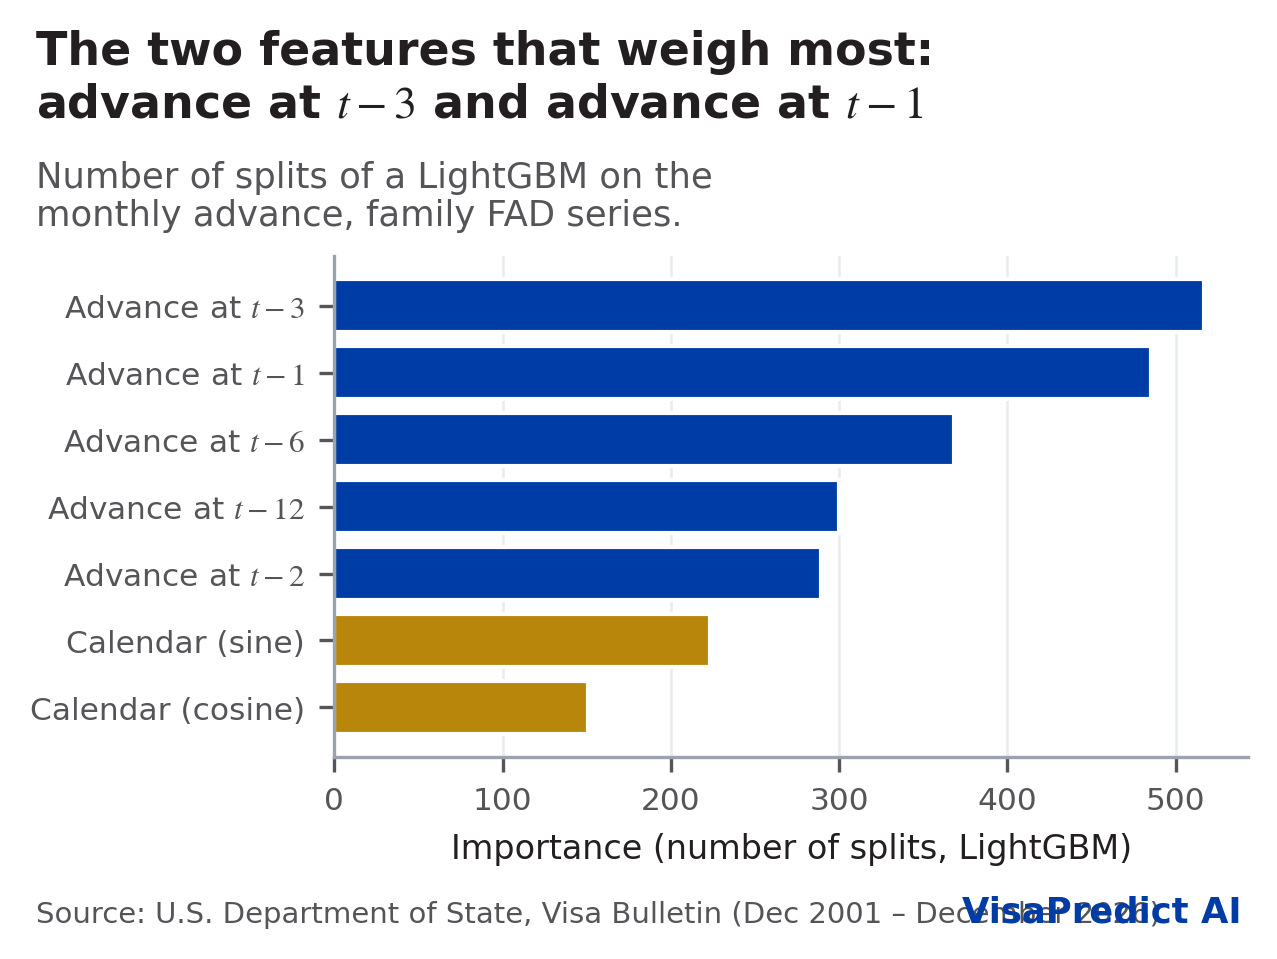 The two features that weigh most:
advance at t − 3 and advance at t − 1
Number of splits of a LightGBM on the
monthly advance, family FAD series.
Advance at t − 3
Advance at t − 1
Advance at t − 6
Advance at t − 12
Advance at t − 2
Calendar (sine)
Calendar (cosine)
0 100 200 300 400 500
Importance (number of splits, LightGBM)
Source: U.S. Department of State, Visa Bulletin (Dec 2001 – December 2026).
VisaPredict AI